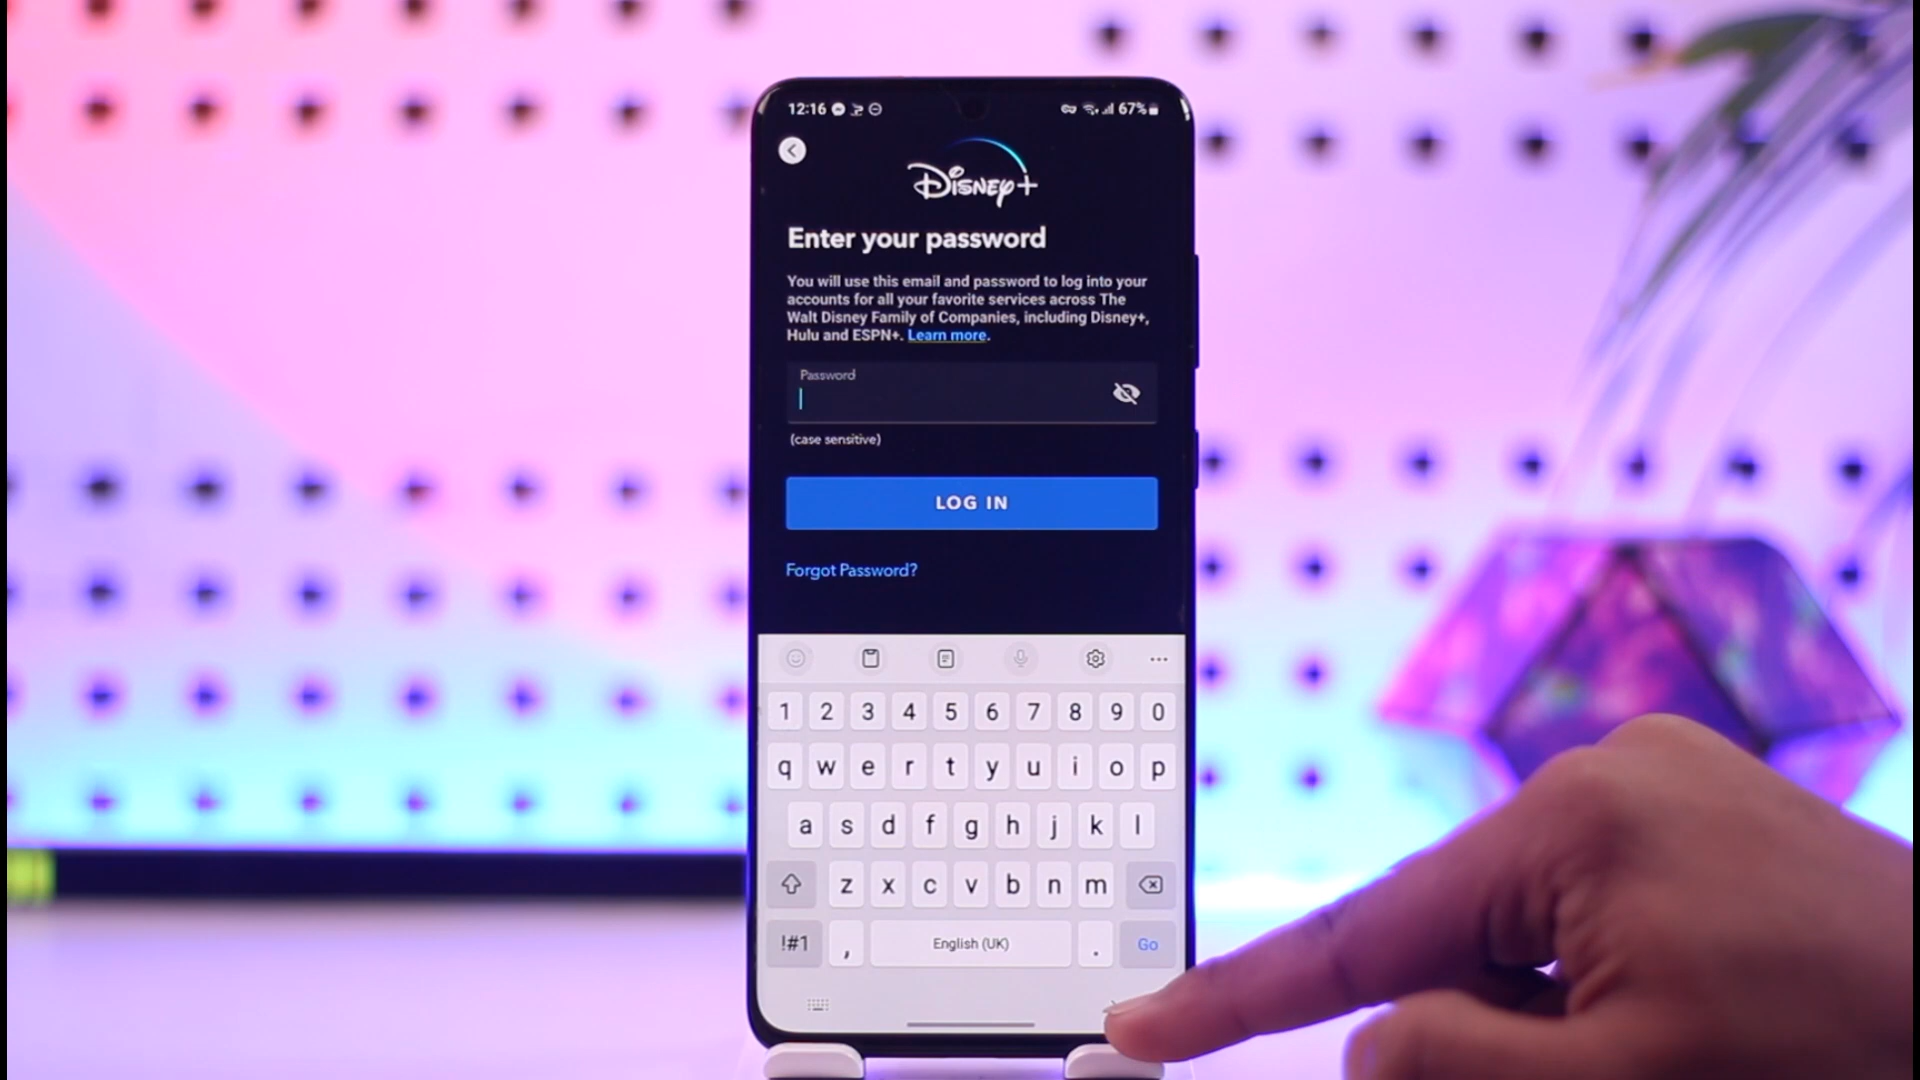 12:16 67%
Disney+
Enter your password
You will use this email and password to log into your
accounts for all your favorite services across The
Walt Disney Family of Companies, including Disney+,
Hulu and ESPN+. Learn more.
Password
(case sensitive)
LOG IN
Forgot Password?
1 2 3 4 5 6 7 8 9 0
q w e r t y u i o p
a s d f g h j k l
z x c v b n m
!#1 , English (UK) . Go